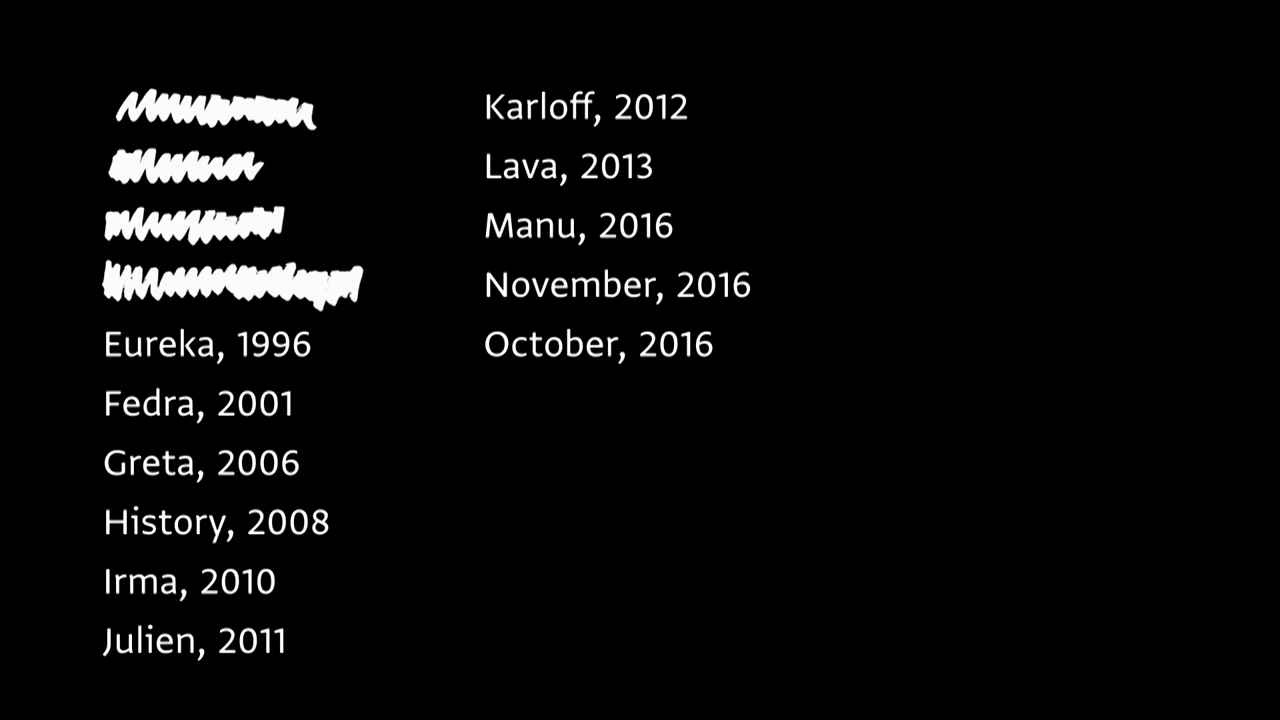 Eureka, 1996
Fedra, 2001
Greta, 2006
History, 2008
Irma, 2010
Julien, 2011
Karloff, 2012
Lava, 2013
Manu, 2016
November, 2016
October, 2016